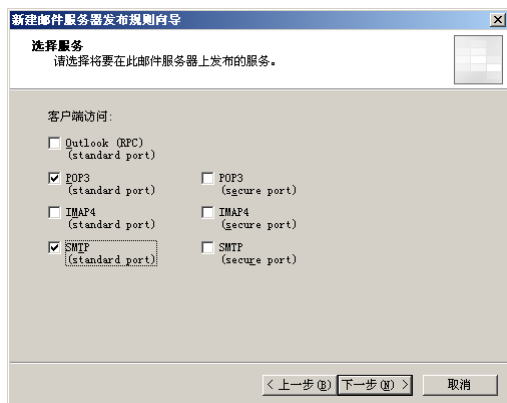 新建邮件服务器发布规则向导
选择服务
请选择将要在此邮件服务器上发布的服务。
客户端访问:
Outlook (RPC)
(standard port)
POP3
(standard port)
POP3
(secure port)
IMAP4
(standard port)
IMAP4
(secure port)
SMTP
(standard port)
SMTP
(secure port)
< 上一步(B) 下一步(N) > 取消